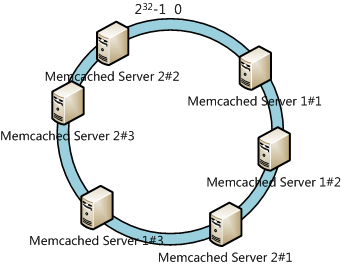 2³²-1 0
Memcached Server 2#2
Memcached Server 1#1
Memcached Server 2#3
Memcached Server 1#2
Memcached Server 1#3
Memcached Server 2#1